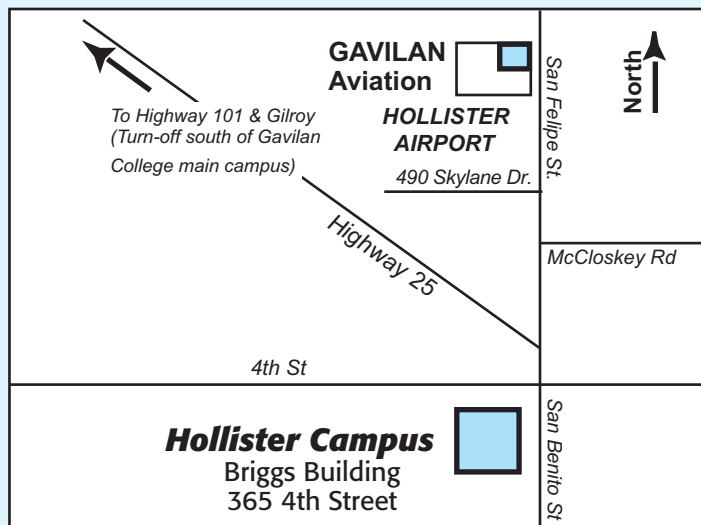 GAVILAN
Aviation
San Felipe St.
North
To Highway 101 & Gilroy
(Turn-off south of Gavilan
College main campus)
HOLLISTER
AIRPORT
490 Skylane Dr.
Highway 25
McCloskey Rd
4th St
Hollister Campus
Briggs Building
365 4th Street
San Benito St